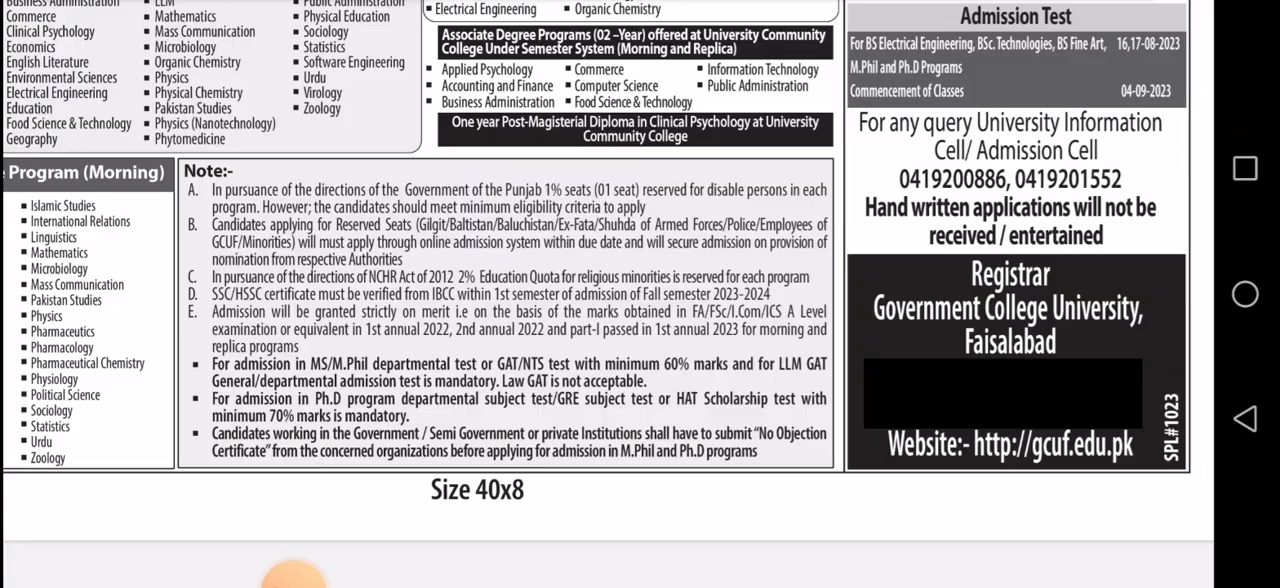 Business Administration
Commerce
Clinical Psychology
Economics
English Literature
Environmental Sciences
Electrical Engineering
Education
Food Science & Technology
Geography
▪ LLM
▪ Mathematics
▪ Mass Communication
▪ Microbiology
▪ Organic Chemistry
▪ Physics
▪ Physical Chemistry
▪ Pakistan Studies
▪ Physics (Nanotechnology)
▪ Phytomedicine
▪ Public Administration
▪ Physical Education
▪ Sociology
▪ Statistics
▪ Software Engineering
▪ Urdu
▪ Virology
▪ Zoology
▪ Electrical Engineering
▪ Organic Chemistry
Associate Degree Programs (02 –Year) offered at University Community
College Under Semester System (Morning and Replica)
▪ Applied Psychology ▪ Commerce ▪ Information Technology
▪ Accounting and Finance ▪ Computer Science ▪ Public Administration
▪ Business Administration ▪ Food Science & Technology
One year Post-Magisterial Diploma in Clinical Psychology at University
Community College
Program (Morning)
▪ Islamic Studies
▪ International Relations
▪ Linguistics
▪ Mathematics
▪ Microbiology
▪ Mass Communication
▪ Pakistan Studies
▪ Physics
▪ Pharmaceutics
▪ Pharmacology
▪ Pharmaceutical Chemistry
▪ Physiology
▪ Political Science
▪ Sociology
▪ Statistics
▪ Urdu
▪ Zoology
Note:-
A. In pursuance of the directions of the Government of the Punjab 1% seats (01 seat) reserved for disable persons in each
program. However; the candidates should meet minimum eligibility criteria to apply
B. Candidates applying for Reserved Seats (Gilgit/Baltistan/Baluchistan/Ex-Fata/Shuhda of Armed Forces/Police/Employees of
GCUF/Minorities) will must apply through online admission system within due date and will secure admission on provision of
nomination from respective Authorities
C. In pursuance of the directions of NCHR Act of 2012 2% Education Quota for religious minorities is reserved for each program
D. SSC/HSSC certificate must be verified from IBCC within 1st semester of admission of Fall semester 2023-2024
E. Admission will be granted strictly on merit i.e on the basis of the marks obtained in FA/FSc/I.Com/ICS A Level
examination or equivalent in 1st annual 2022, 2nd annual 2022 and part-I passed in 1st annual 2023 for morning and
replica programs
▪ For admission in MS/M.Phil departmental test or GAT/NTS test with minimum 60% marks and for LLM GAT
General/departmental admission test is mandatory. Law GAT is not acceptable.
▪ For admission in Ph.D program departmental subject test/GRE subject test or HAT Scholarship test with
minimum 70% marks is mandatory.
▪ Candidates working in the Government / Semi Government or private Institutions shall have to submit “No Objection
Certificate” from the concerned organizations before applying for admission in M.Phil and Ph.D programs
Admission Test
For BS Electrical Engineering, BSc. Technologies, BS Fine Art, 16,17-08-2023
M.Phil and Ph.D Programs
Commencement of Classes 04-09-2023
For any query University Information
Cell/ Admission Cell
0419200886, 0419201552
Hand written applications will not be
received / entertained
Registrar
Government College University,
Faisalabad
Website:- http://gcuf.edu.pk
SPL#1023
Size 40x8